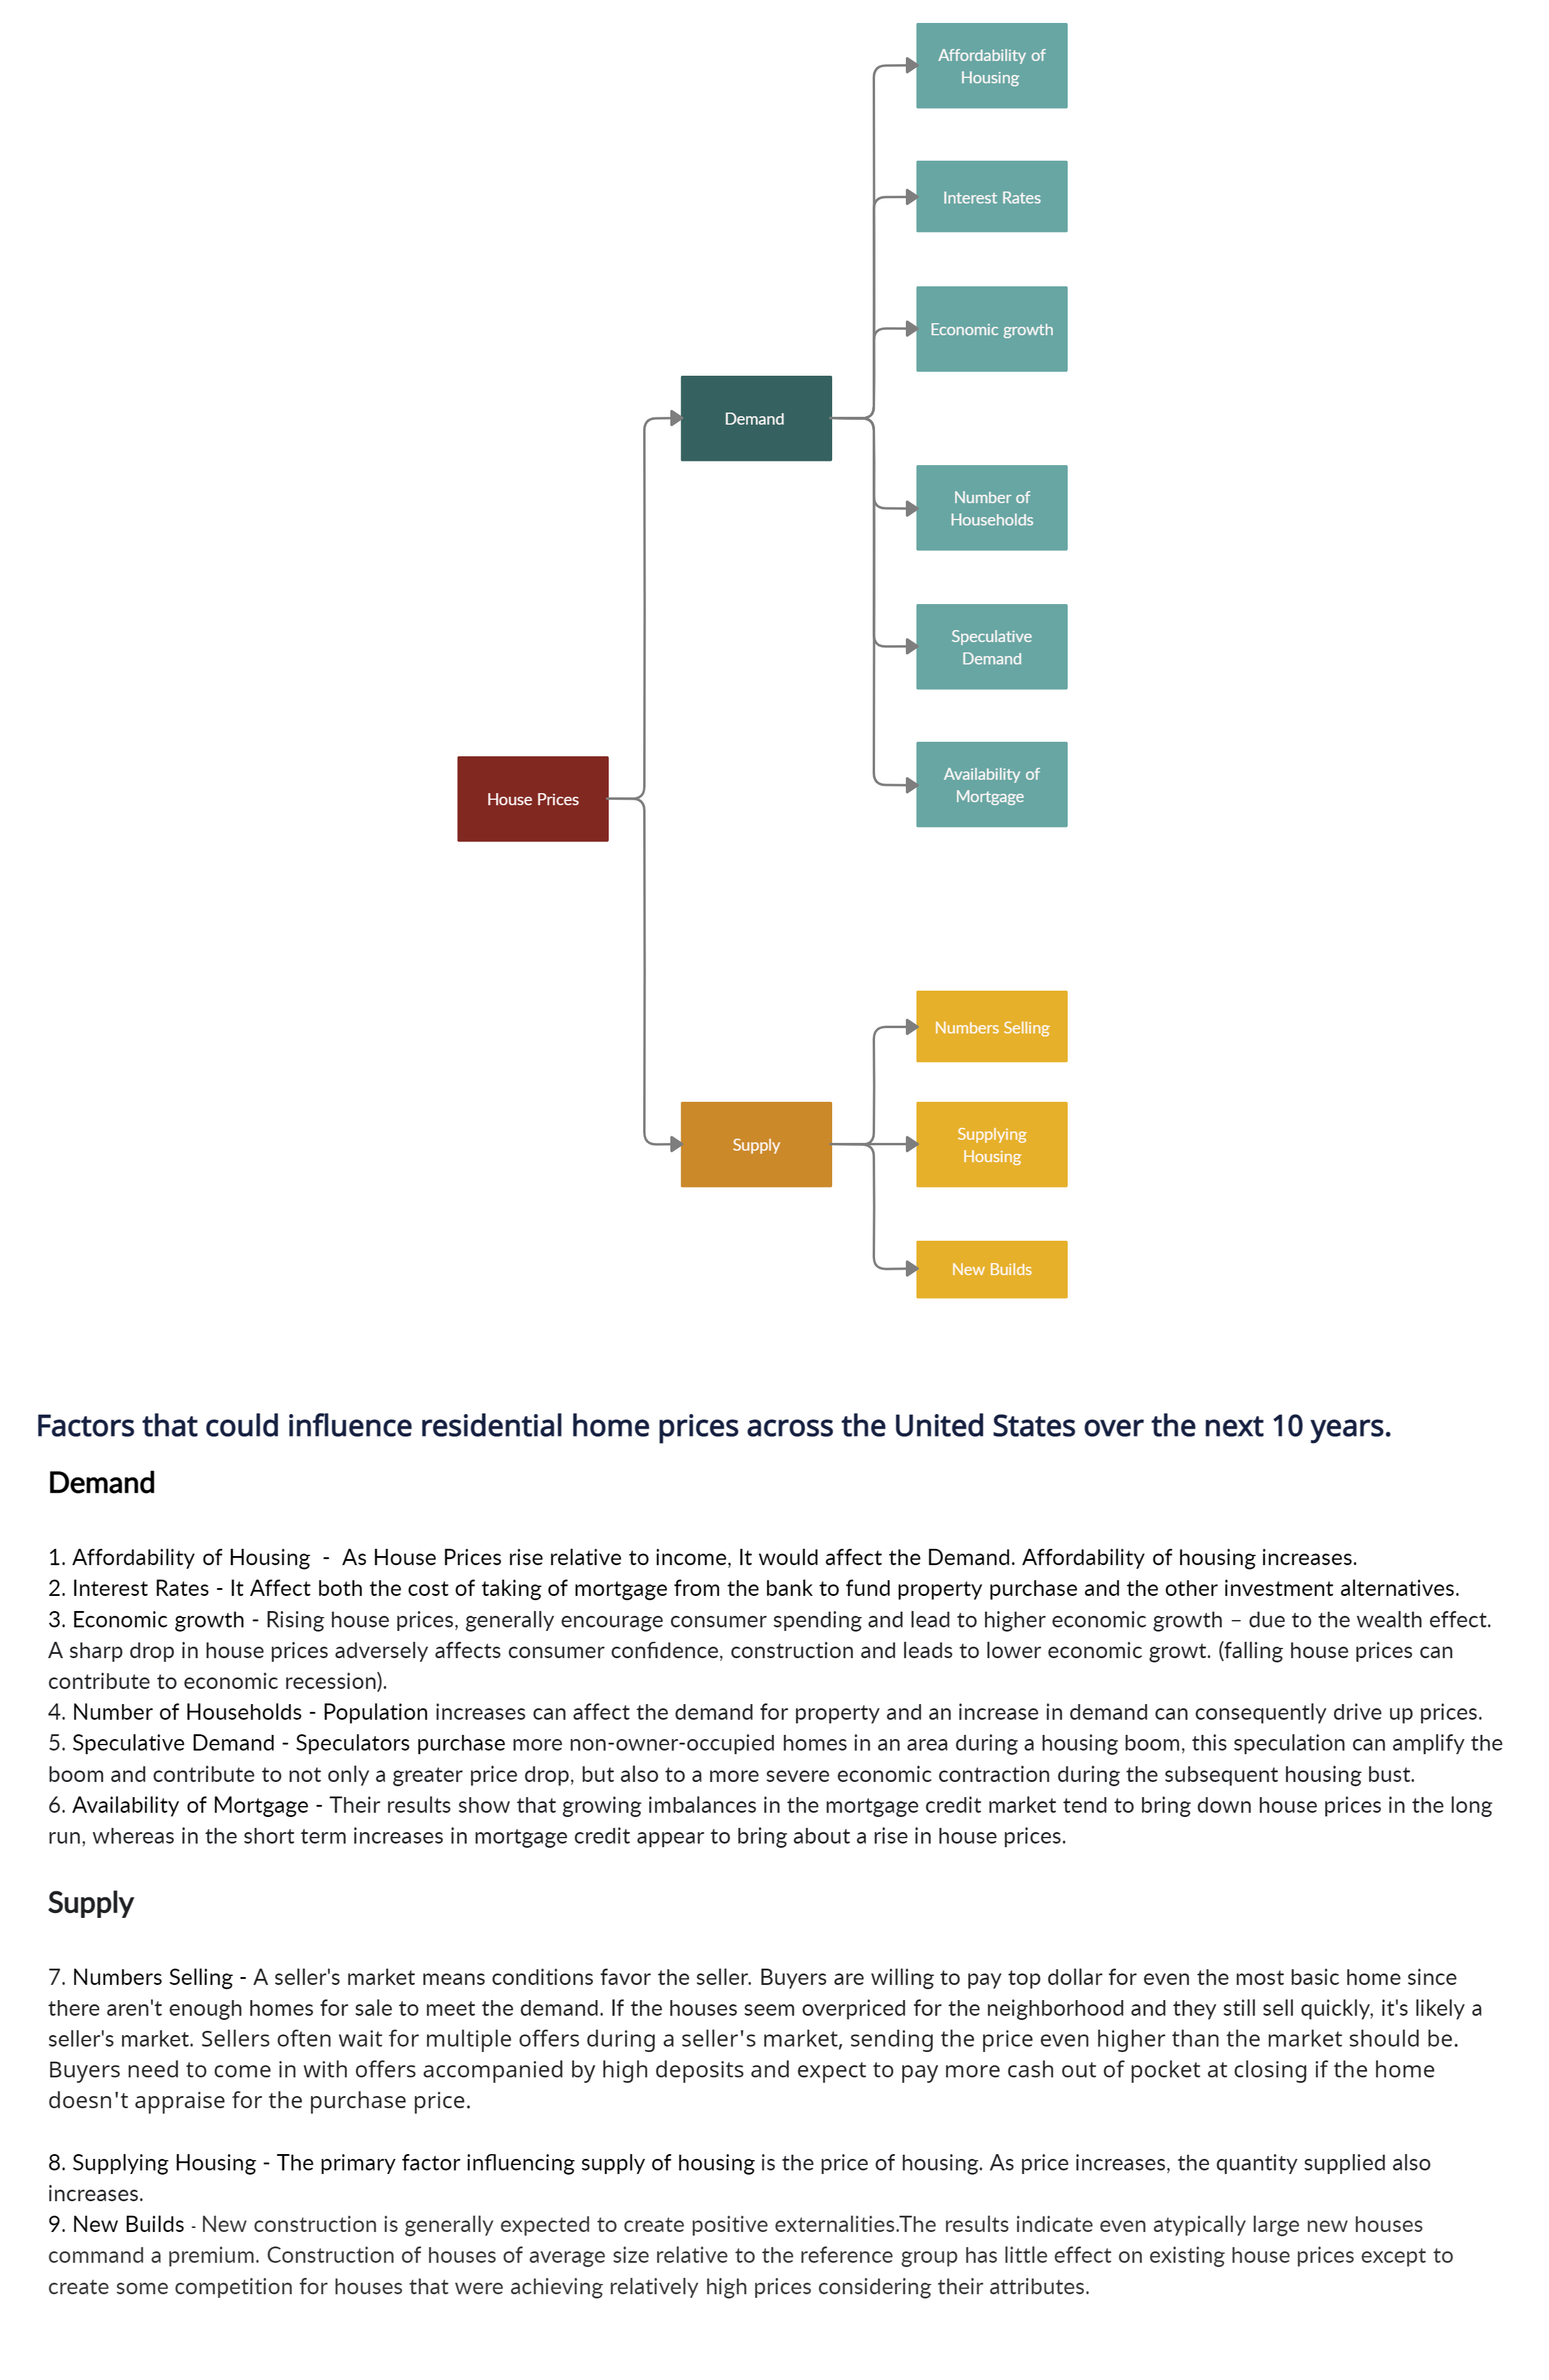 Affordability of
Housing
Interest Rates
Economic growth
Demand
Number of
Households
Speculative
Demand
Availability of
Mortgage
House Prices
Numbers Selling
Supply
Supplying
Housing
New Builds
Factors that could influence residential home prices across the United States over the next 10 years.
Demand
1. Affordability of Housing - As House Prices rise relative to income, It would affect the Demand. Affordability of housing increases.
2. Interest Rates - It Affect both the cost of taking of mortgage from the bank to fund property purchase and the other investment alternatives.
3. Economic growth - Rising house prices, generally encourage consumer spending and lead to higher economic growth – due to the wealth effect.
A sharp drop in house prices adversely affects consumer confidence, construction and leads to lower economic growt. (falling house prices can
contribute to economic recession).
4. Number of Households - Population increases can affect the demand for property and an increase in demand can consequently drive up prices.
5. Speculative Demand - Speculators purchase more non-owner-occupied homes in an area during a housing boom, this speculation can amplify the
boom and contribute to not only a greater price drop, but also to a more severe economic contraction during the subsequent housing bust.
6. Availability of Mortgage - Their results show that growing imbalances in the mortgage credit market tend to bring down house prices in the long
run, whereas in the short term increases in mortgage credit appear to bring about a rise in house prices.
Supply
7. Numbers Selling - A seller's market means conditions favor the seller. Buyers are willing to pay top dollar for even the most basic home since
there aren't enough homes for sale to meet the demand. If the houses seem overpriced for the neighborhood and they still sell quickly, it's likely a
seller's market. Sellers often wait for multiple offers during a seller's market, sending the price even higher than the market should be.
Buyers need to come in with offers accompanied by high deposits and expect to pay more cash out of pocket at closing if the home
doesn't appraise for the purchase price.
8. Supplying Housing - The primary factor influencing supply of housing is the price of housing. As price increases, the quantity supplied also
increases.
9. New Builds - New construction is generally expected to create positive externalities.The results indicate even atypically large new houses
command a premium. Construction of houses of average size relative to the reference group has little effect on existing house prices except to
create some competition for houses that were achieving relatively high prices considering their attributes.